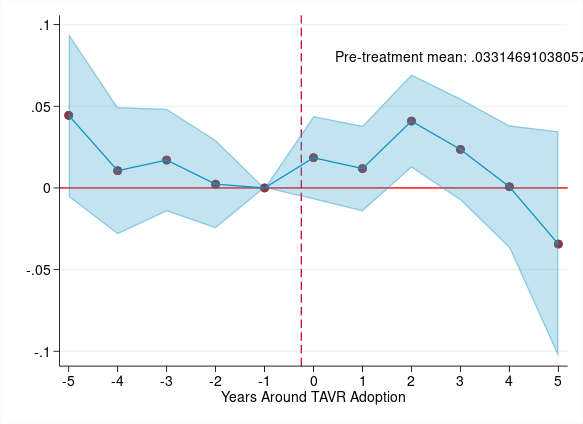 .1
Pre-treatment mean: .03314691038057
.05
0
-.05
-.1
-5 -4 -3 -2 -1 0 1 2 3 4 5
Years Around TAVR Adoption